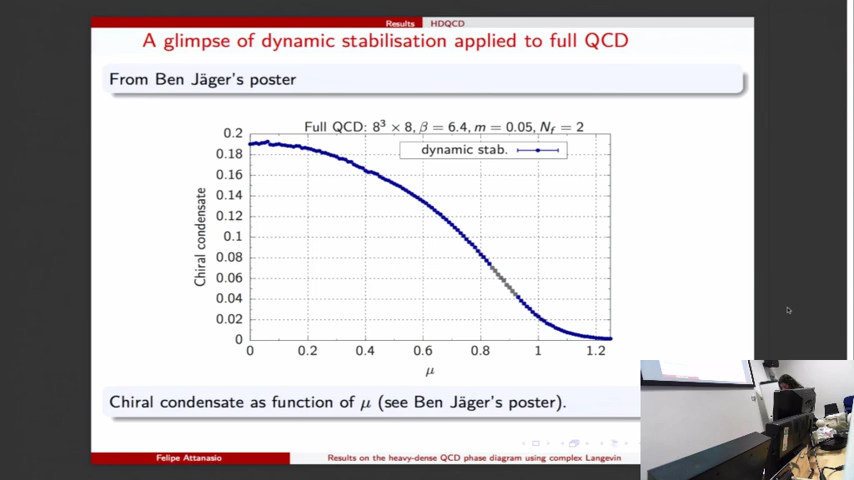 Results HDQCD
A glimpse of dynamic stabilisation applied to full QCD
From Ben Jäger's poster
Full QCD: 8³ × 8, β = 6.4, m = 0.05, N_f = 2
dynamic stab.
0.2
0.18
0.16
0.14
0.12
0.1
0.08
0.06
0.04
0.02
0
Chiral condensate
0 0.2 0.4 0.6 0.8 1 1.2
μ
Chiral condensate as function of μ (see Ben Jäger's poster).
Felipe Attanasio Results on the heavy-dense QCD phase diagram using complex Langevin